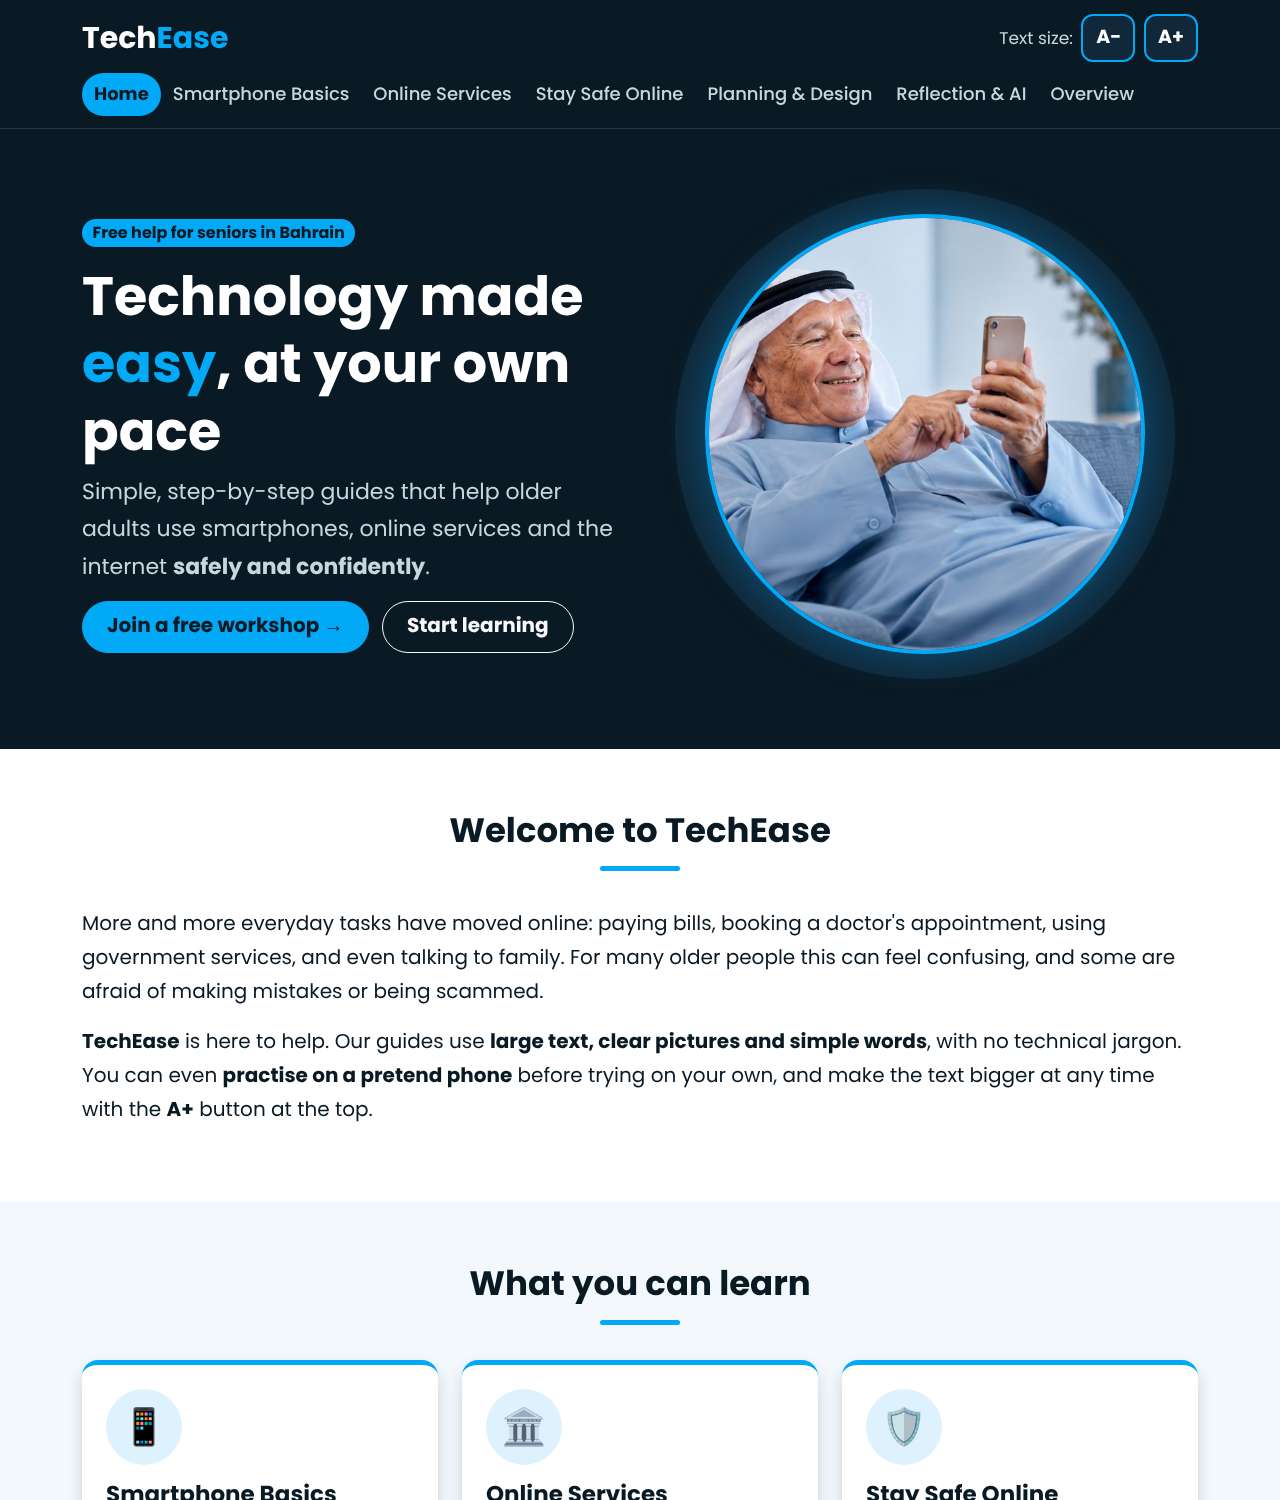 TechEase
Text size: A- A+
Home Smartphone Basics Online Services Stay Safe Online Planning & Design Reflection & AI Overview
Free help for seniors in Bahrain
Technology made
easy, at your own
pace
Simple, step-by-step guides that help older
adults use smartphones, online services and the
internet safely and confidently.
Join a free workshop → Start learning
Welcome to TechEase
More and more everyday tasks have moved online: paying bills, booking a doctor's appointment, using
government services, and even talking to family. For many older people this can feel confusing, and some are
afraid of making mistakes or being scammed.
TechEase is here to help. Our guides use large text, clear pictures and simple words, with no technical jargon.
You can even practise on a pretend phone before trying on your own, and make the text bigger at any time
with the A+ button at the top.
What you can learn
Smartphone Basics Online Services Stay Safe Online